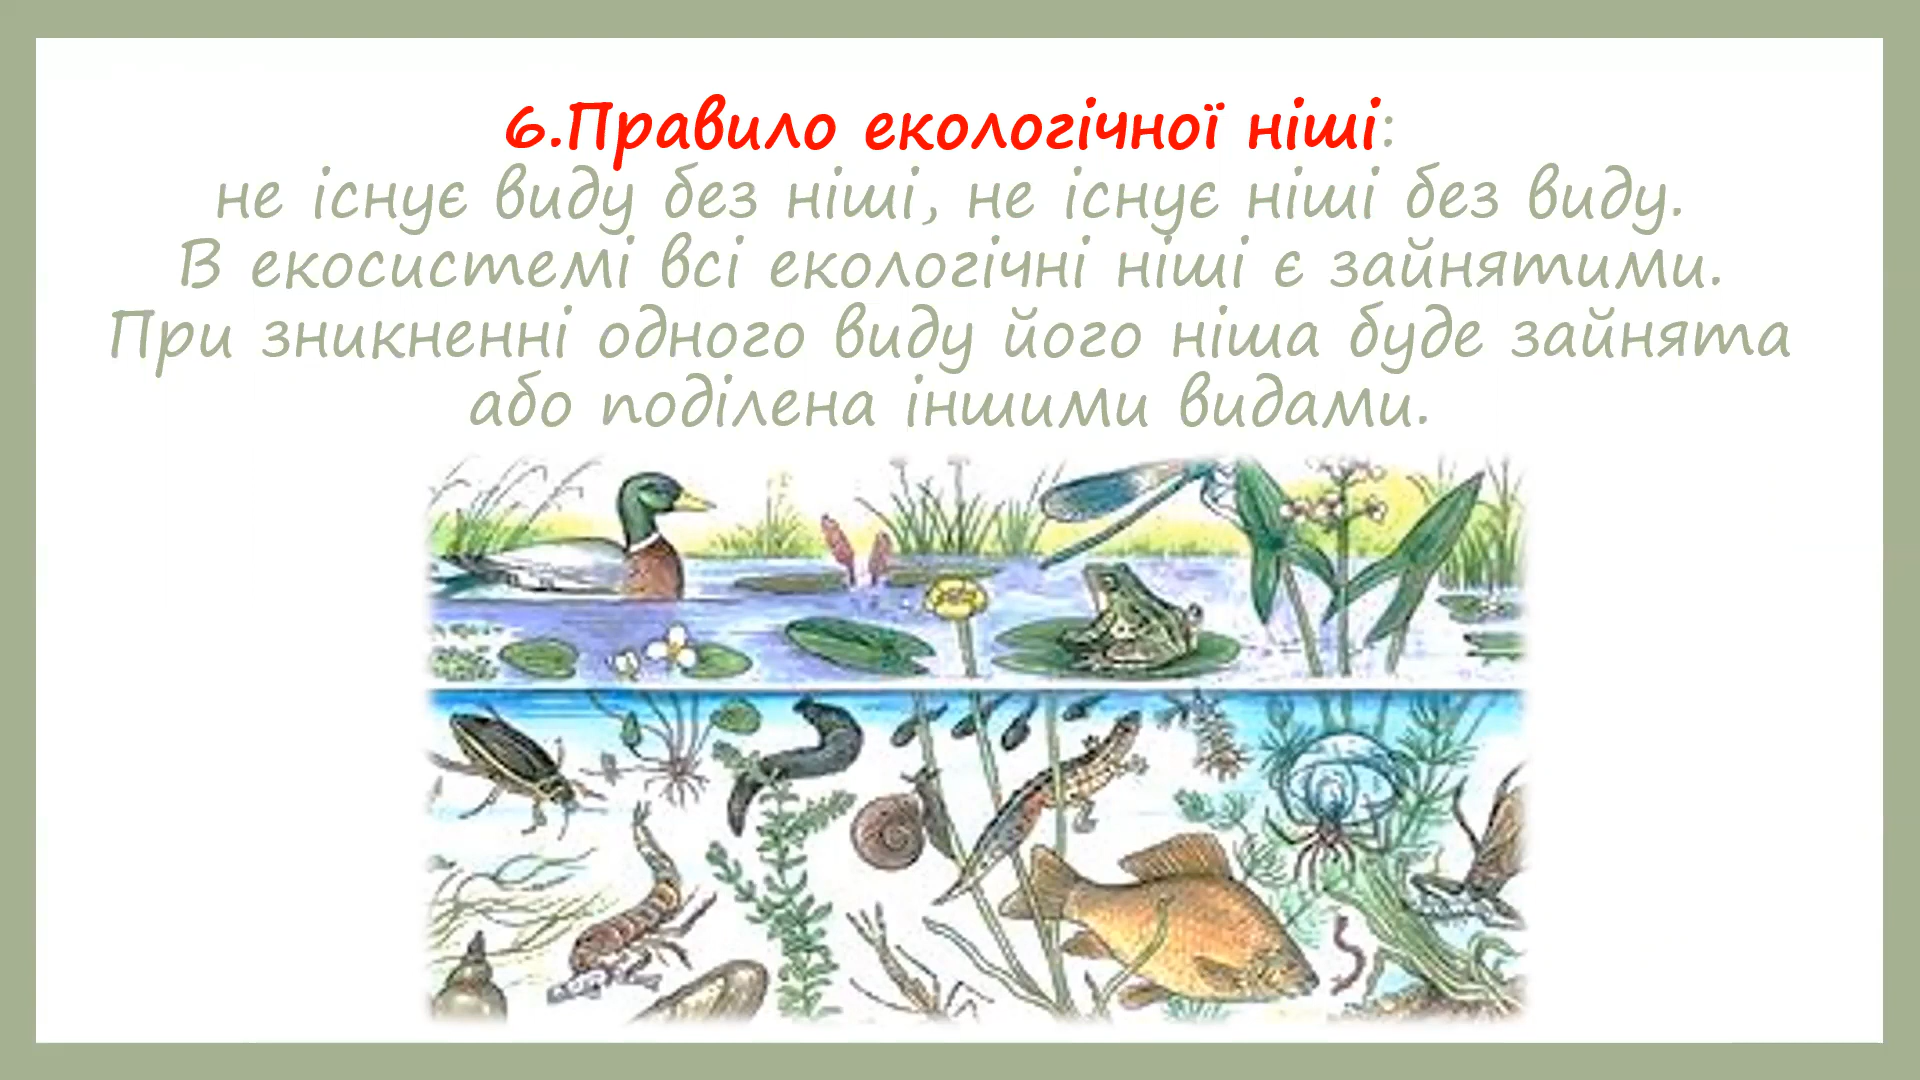 6.Правило екологічної ніші:
не існує виду без ніші, не існує ніші без виду.
В екосистемі всі екологічні ніші є зайнятими.
При зникненні одного виду його ніша буде зайнята
або поділена іншими видами.